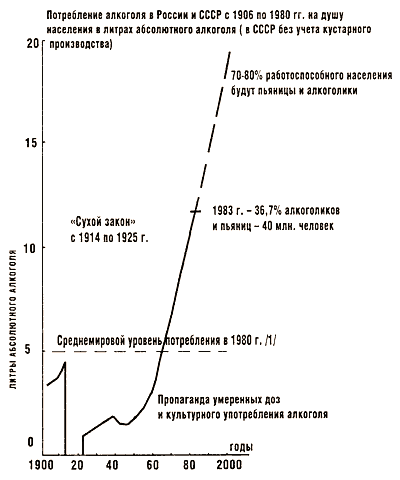 Потребление алкоголя в России и СССР с 1906 по 1980 гг. на душу
населения в литрах абсолютного алкоголя ( в СССР без учета кустарного
производства)
20
70-80% работоспособного населения
будут пьяницы и алкоголики
15
«Сухой закон»
с 1914 по 1925 г.
1983 г. – 36,7% алкоголиков
и пьяниц – 40 млн. человек
10
ЛИТРЫ АБСОЛЮТНОГО АЛКОГОЛЯ
Среднемировой уровень потребления в 1980 г. /1/
5
Пропаганда умеренных доз
и культурного употребления алкоголя
0
годы
1900 20 40 60 80 2000